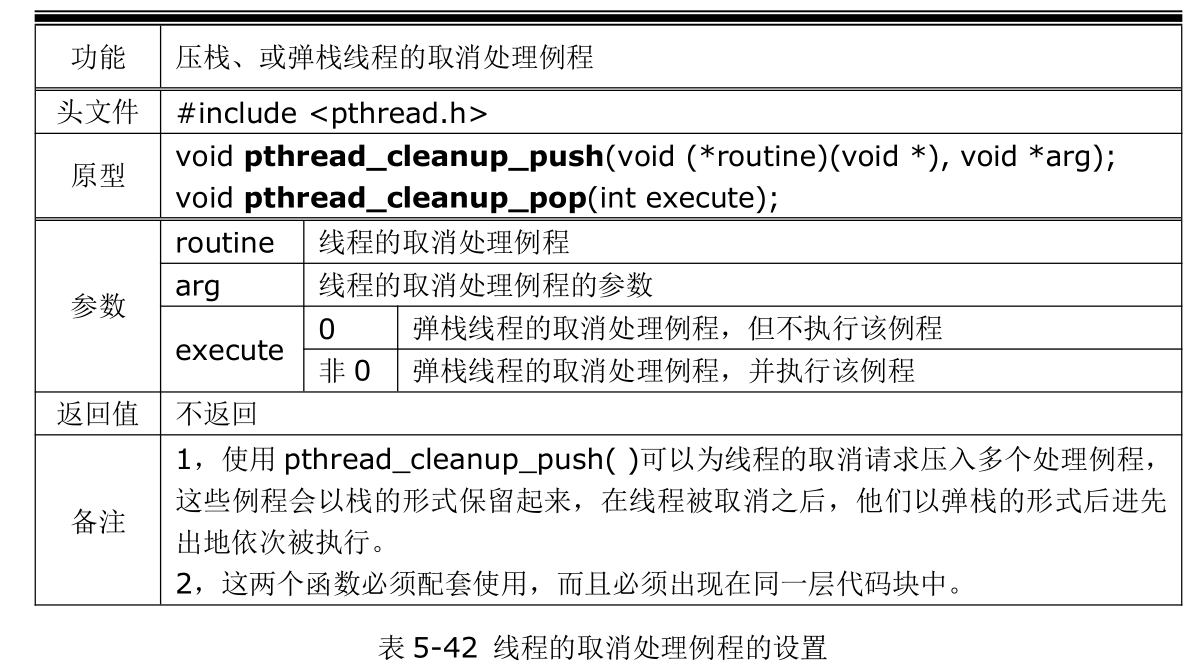 功能 压栈、或弹栈线程的取消处理例程
头文件 #include <pthread.h>
原型 void pthread_cleanup_push(void (*routine)(void *), void *arg);
void pthread_cleanup_pop(int execute);
参数 routine 线程的取消处理例程
arg 线程的取消处理例程的参数
execute 0 弹栈线程的取消处理例程，但不执行该例程
非 0 弹栈线程的取消处理例程，并执行该例程
返回值 不返回
备注 1，使用 pthread_cleanup_push( )可以为线程的取消请求压入多个处理例程，
这些例程会以栈的形式保留起来，在线程被取消之后，他们以弹栈的形式后进先
出地依次被执行。
2，这两个函数必须配套使用，而且必须出现在同一层代码块中。
表 5-42 线程的取消处理例程的设置